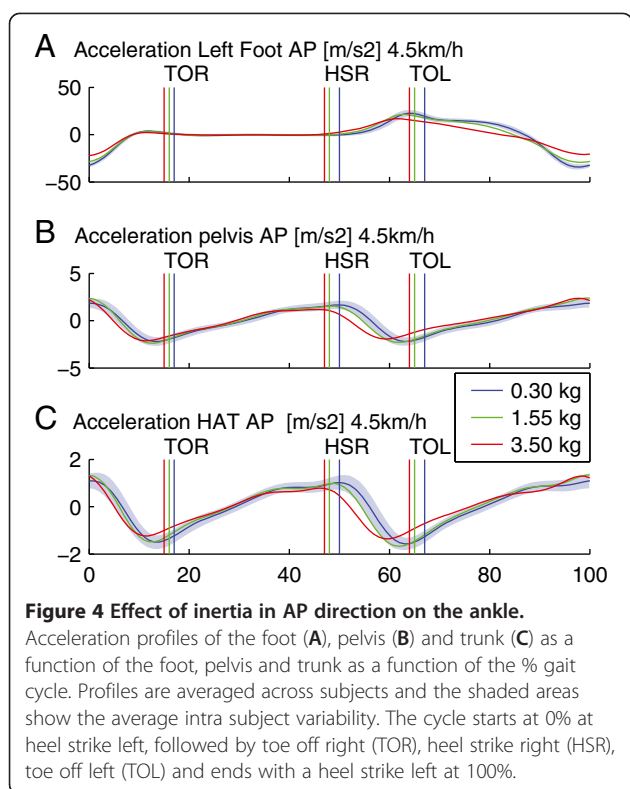 A Acceleration Left Foot AP [m/s2] 4.5km/h
TOR HSR TOL
50
0
-50
B Acceleration pelvis AP [m/s2] 4.5km/h
TOR HSR TOL
5
0
-5
0.30 kg
1.55 kg
3.50 kg
C Acceleration HAT AP [m/s2] 4.5km/h
TOR HSR TOL
2
0
-2
0 20 40 60 80 100
Figure 4 Effect of inertia in AP direction on the ankle.
Acceleration profiles of the foot (A), pelvis (B) and trunk (C) as a
function of the foot, pelvis and trunk as a function of the % gait
cycle. Profiles are averaged across subjects and the shaded areas
show the average intra subject variability. The cycle starts at 0% at
heel strike left, followed by toe off right (TOR), heel strike right (HSR),
toe off left (TOL) and ends with a heel strike left at 100%.